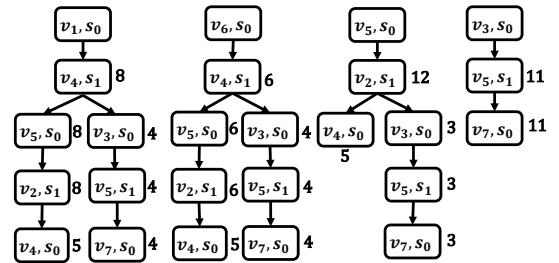 v₁, s₀ v₆, s₀ v₅, s₀ v₃, s₀
v₄, s₁ 8 v₄, s₁ 6 v₂, s₁ 12 v₅, s₁ 11
v₅, s₀ 8 v₃, s₀ 4 v₅, s₀ 6 v₃, s₀ 4 v₄, s₀ 5 v₃, s₀ 3 v₇, s₀ 11
v₂, s₁ 8 v₅, s₁ 4 v₂, s₁ 6 v₅, s₁ 4 v₅, s₁ 3
v₄, s₀ 5 v₇, s₀ 4 v₄, s₀ 5 v₇, s₀ 4 v₇, s₀ 3